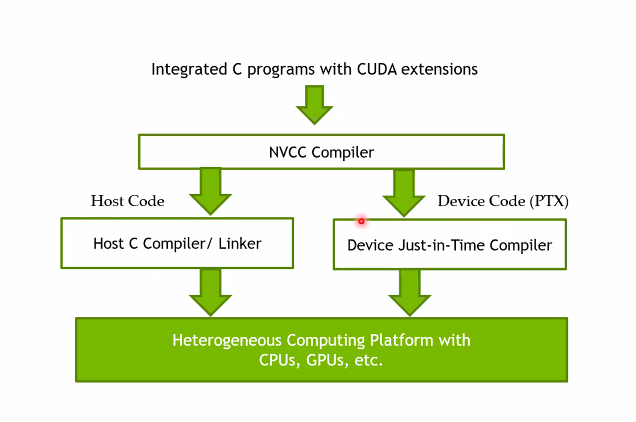 Integrated C programs with CUDA extensions
NVCC Compiler
Host Code
Device Code (PTX)
Host C Compiler/ Linker
Device Just-in-Time Compiler
Heterogeneous Computing Platform with
CPUs, GPUs, etc.